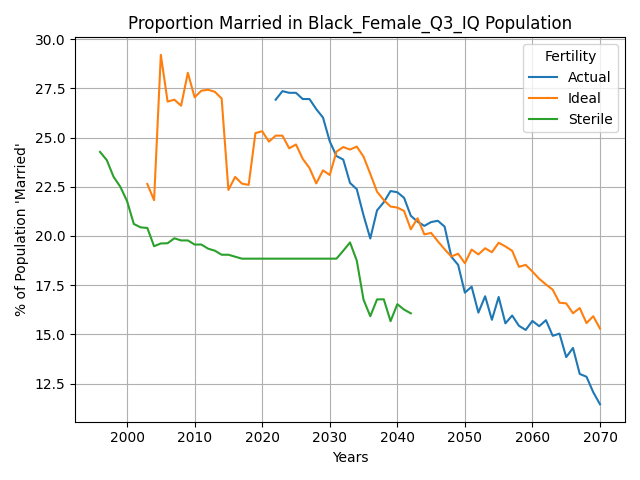 Proportion Married in Black_Female_Q3_IQ Population
% of Population 'Married'
30.0
27.5
25.0
22.5
20.0
17.5
15.0
12.5
Fertility
Actual
Ideal
Sterile
2000 2010 2020 2030 2040 2050 2060 2070
Years